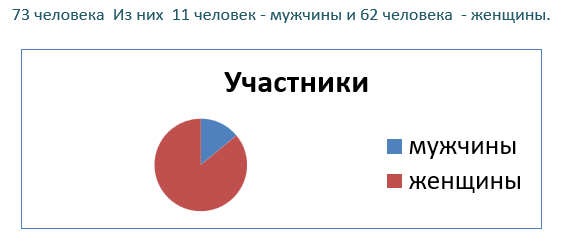 73 человека Из них 11 человек - мужчины и 62 человека - женщины.
Участники
мужчины
женщины